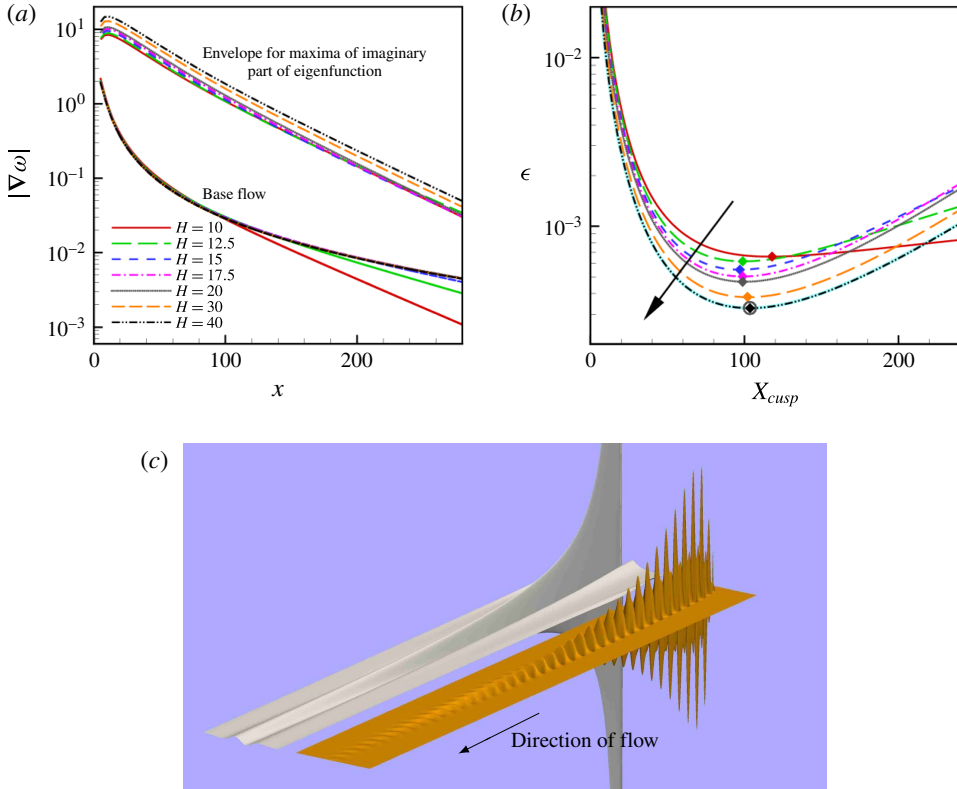 (a)
10^1
10^0
10^{-1}
10^{-2}
10^{-3}
|∇ω|
Envelope for maxima of imaginary
part of eigenfunction
Base flow
H = 10
H = 12.5
H = 15
H = 17.5
H = 20
H = 30
H = 40
0
100
200
x
(b)
10^{-2}
10^{-3}
ϵ
0
100
200
X_{cusp}
(c)
Direction of flow